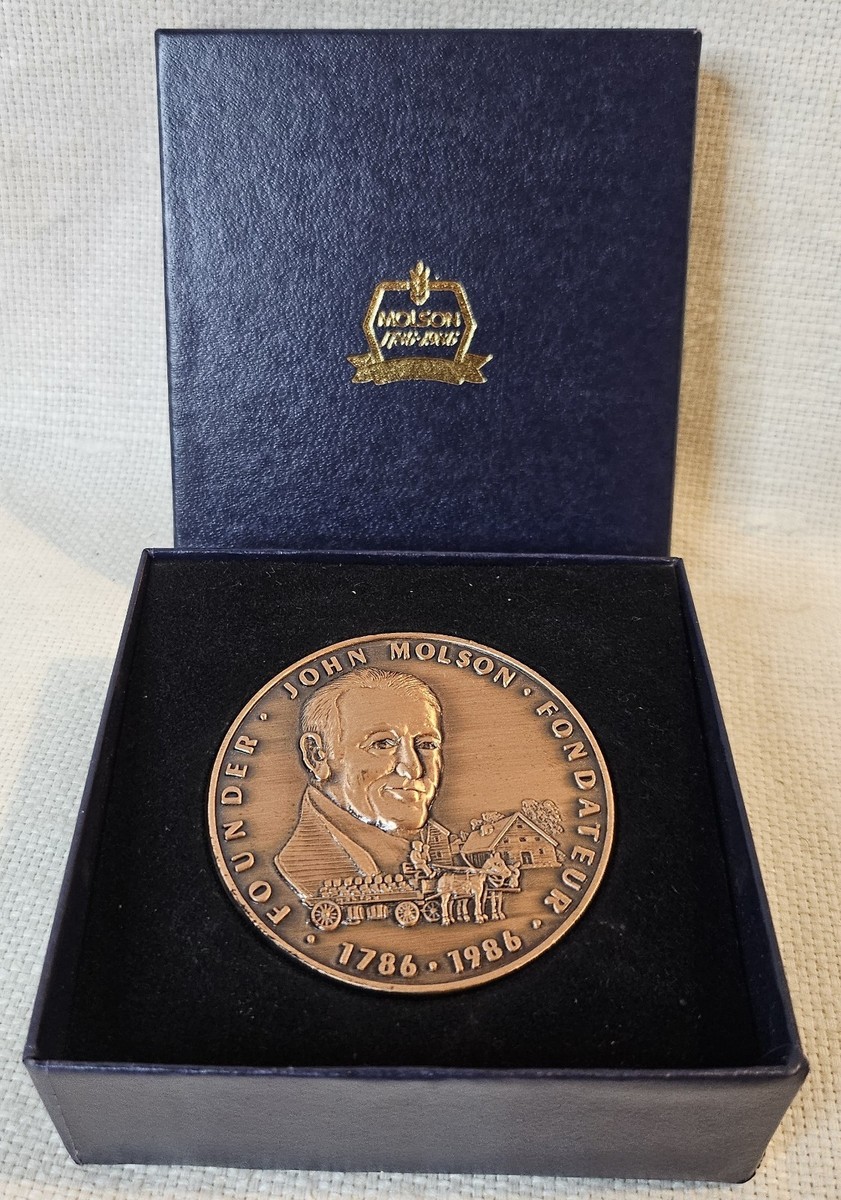 MOLSON
1786-1986
FOUNDER · JOHN MOLSON · FONDATEUR ·
· 1786 · 1986